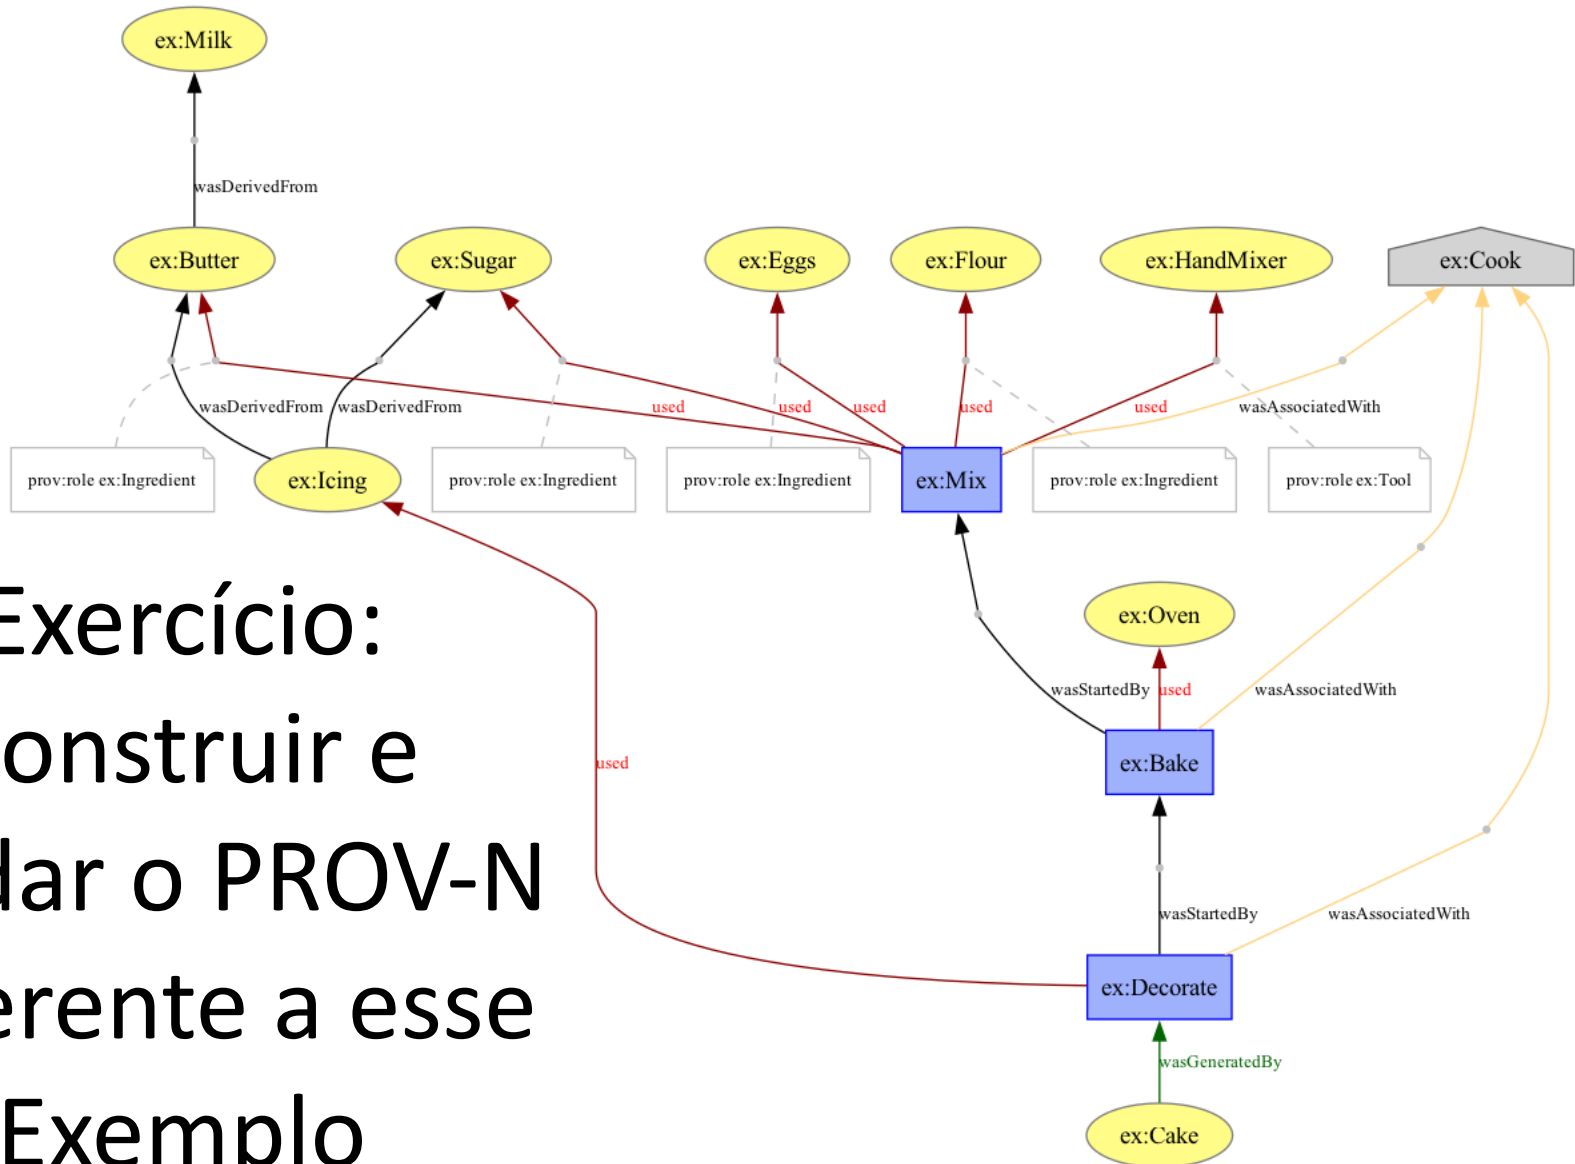 ex:Milk
wasDerivedFrom
ex:Butter
ex:Sugar
ex:Eggs
ex:Flour
ex:HandMixer
ex:Cook
wasDerivedFrom
wasDerivedFrom
used
used
used
used
used
wasAssociatedWith
prov:role ex:Ingredient
ex:Icing
prov:role ex:Ingredient
prov:role ex:Ingredient
ex:Mix
prov:role ex:Ingredient
prov:role ex:Tool
Exercício:
onstruir e
dar o PROV-N
erente a esse
Exemplo
ex:Oven
wasStartedBy
used
wasAssociatedWith
used
ex:Bake
wasStartedBy
wasAssociatedWith
ex:Decorate
wasGeneratedBy
ex:Cake